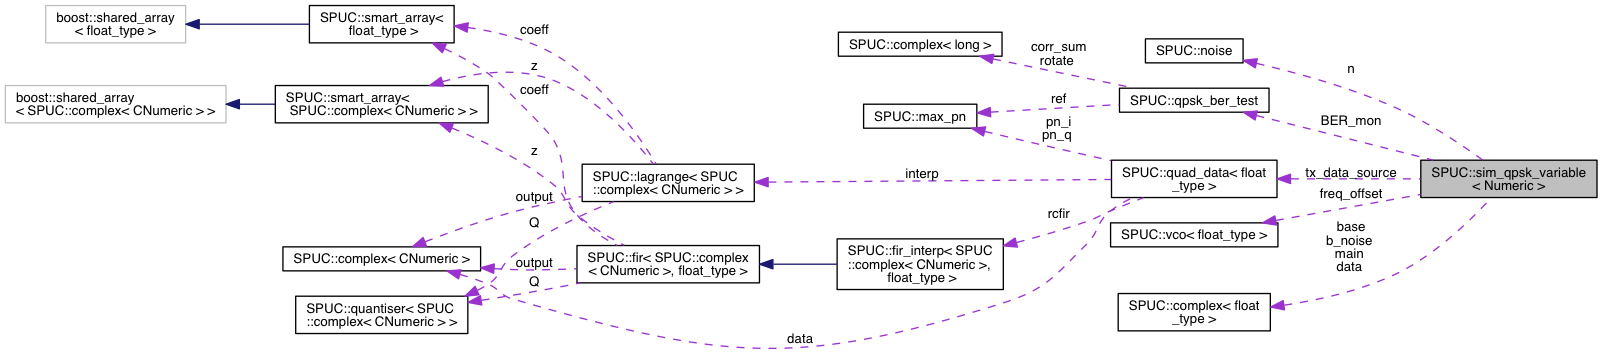 boost::shared_array
< float_type >
SPUC::smart_array<
float_type >
boost::shared_array
< SPUC::complex< CNumeric > >
SPUC::smart_array<
SPUC::complex< CNumeric > >
coeff
z
coeff
z
SPUC::lagrange< SPUC
::complex< CNumeric > >
output
Q
SPUC::complex< CNumeric >
SPUC::quantiser< SPUC
::complex< CNumeric > >
output
Q
SPUC::fir< SPUC::complex
< CNumeric >, float_type >
SPUC::complex< long >
SPUC::max_pn
corr_sum
rotate
ref
pn_i
pn_q
interp
rcfir
SPUC::fir_interp< SPUC
::complex< CNumeric >,
float_type >
data
SPUC::noise
SPUC::qpsk_ber_test
SPUC::quad_data< float
_type >
SPUC::vco< float_type >
SPUC::complex< float
_type >
n
BER_mon
tx_data_source
freq_offset
base
b_noise
main
data
SPUC::sim_qpsk_variable
< Numeric >